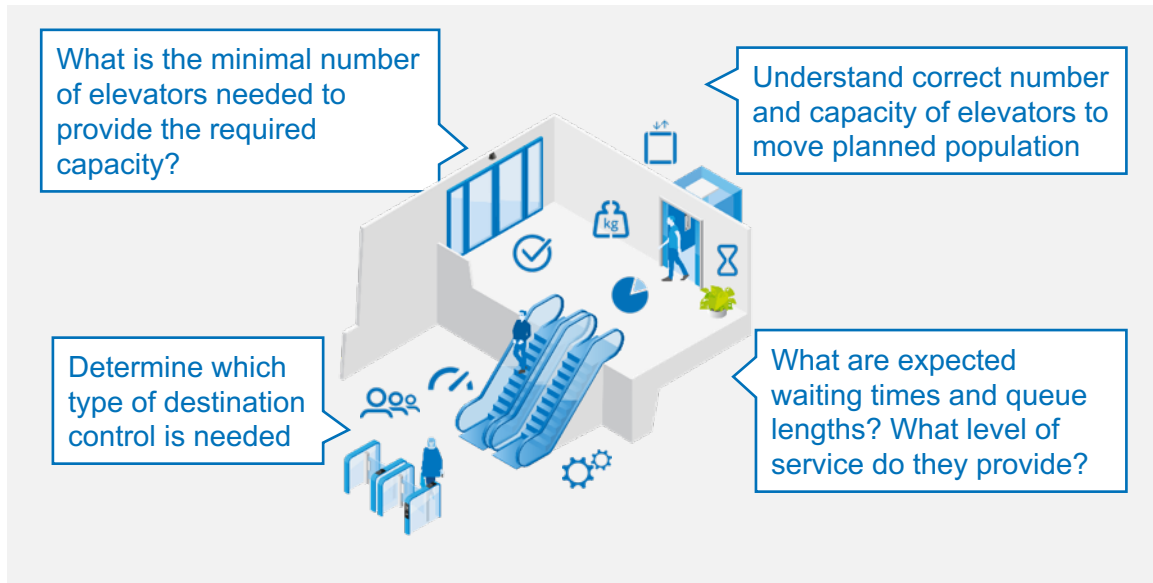 What is the minimal number
of elevators needed to
provide the required
capacity?
Understand correct number
and capacity of elevators to
move planned population
kg
Determine which
type of destination
control is needed
What are expected
waiting times and queue
lengths? What level of
service do they provide?